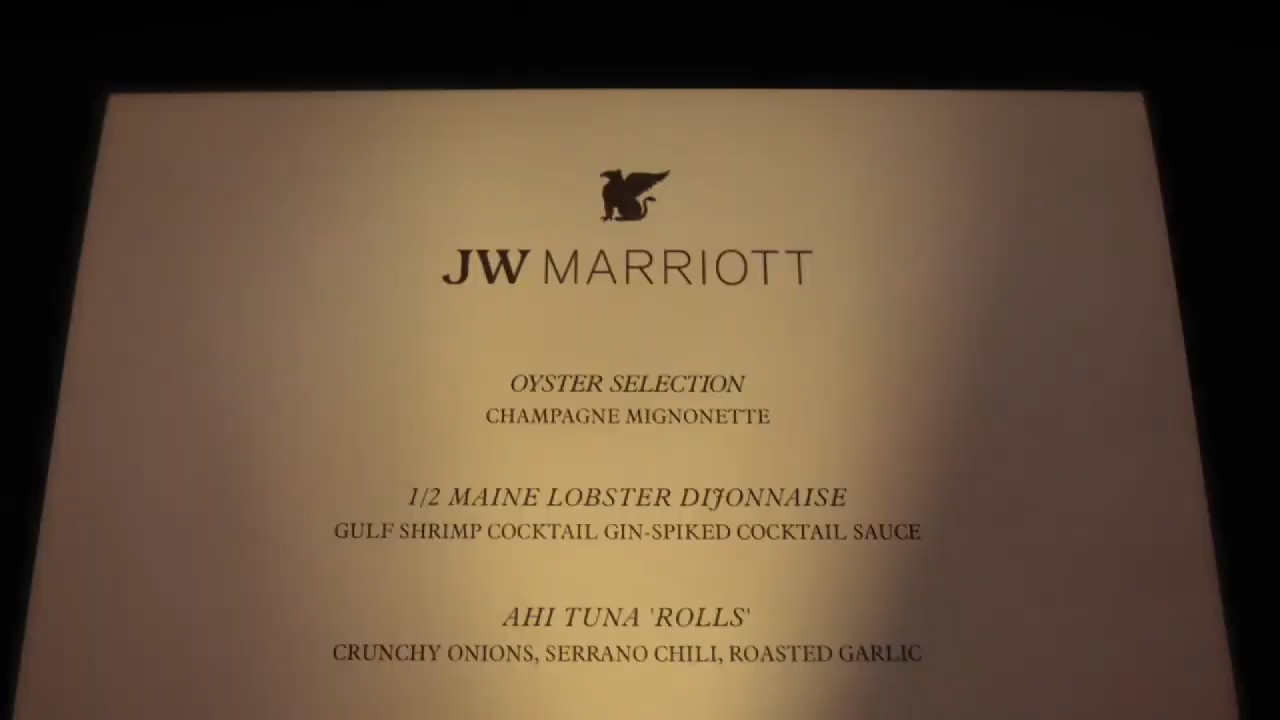 JW MARRIOTT
OYSTER SELECTION
CHAMPAGNE MIGNONETTE
1/2 MAINE LOBSTER DIJONNAISE
GULF SHRIMP COCKTAIL GIN-SPIKED COCKTAIL SAUCE
AHI TUNA 'ROLLS'
CRUNCHY ONIONS, SERRANO CHILI, ROASTED GARLIC